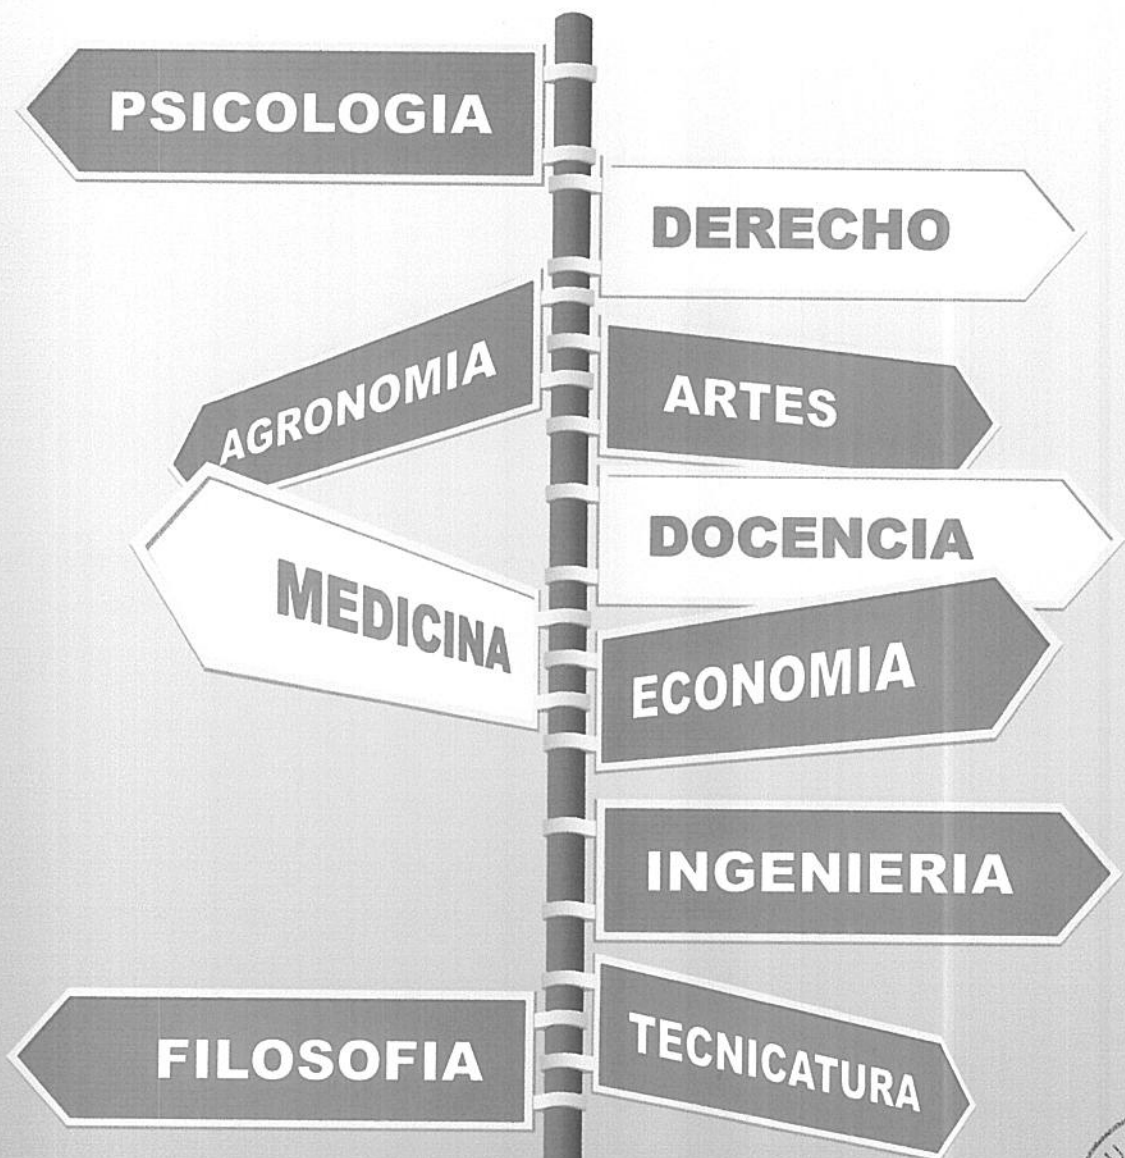 PSICOLOGIA
DERECHO
AGRONOMIA
ARTES
MEDICINA
DOCENCIA
ECONOMIA
INGENIERIA
FILOSOFIA
TECNICATURA